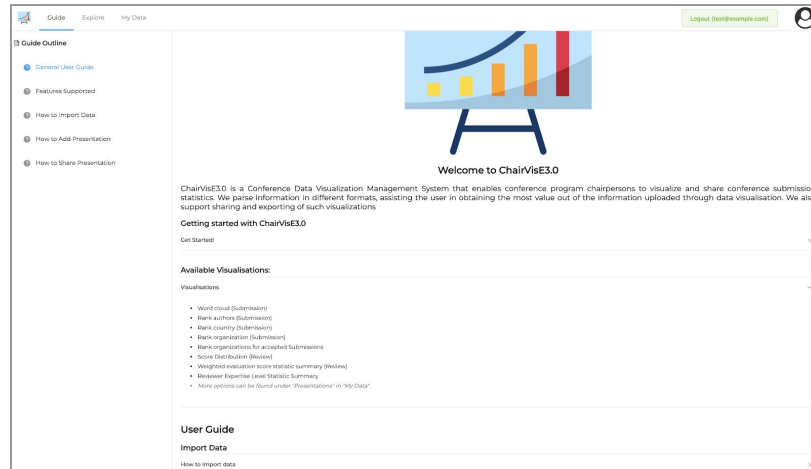 Guide Explore My Data Logout (test@example.com)
Guide Outline
General User Guide
Features Supported
How to Import Data
How to Add Presentation
How to Share Presentation
Welcome to ChairVisE3.0
ChairVisE3.0 is a Conference Data Visualization Management System that enables conference program chairpersons to visualize and share conference submissio
statistics. We parse information in different formats, assisting the user in obtaining the most value out of the information uploaded through data visualisation. We als
support sharing and exporting of such visualizations
Getting started with ChairVisE3.0
Get Started!
Available Visualisations:
Visualisations
• Word cloud (Submission)
• Rank authors (Submission)
• Rank country (Submission)
• Rank organization (Submission)
• Rank organizations for accepted Submissions
• Score Distribution (Review)
• Weighted evaluation score statistic summary (Review)
• Reviewer Expertise Level Statistic Summary
• More options can be found under "Presentations" in "My Data".
User Guide
Import Data
How to import data